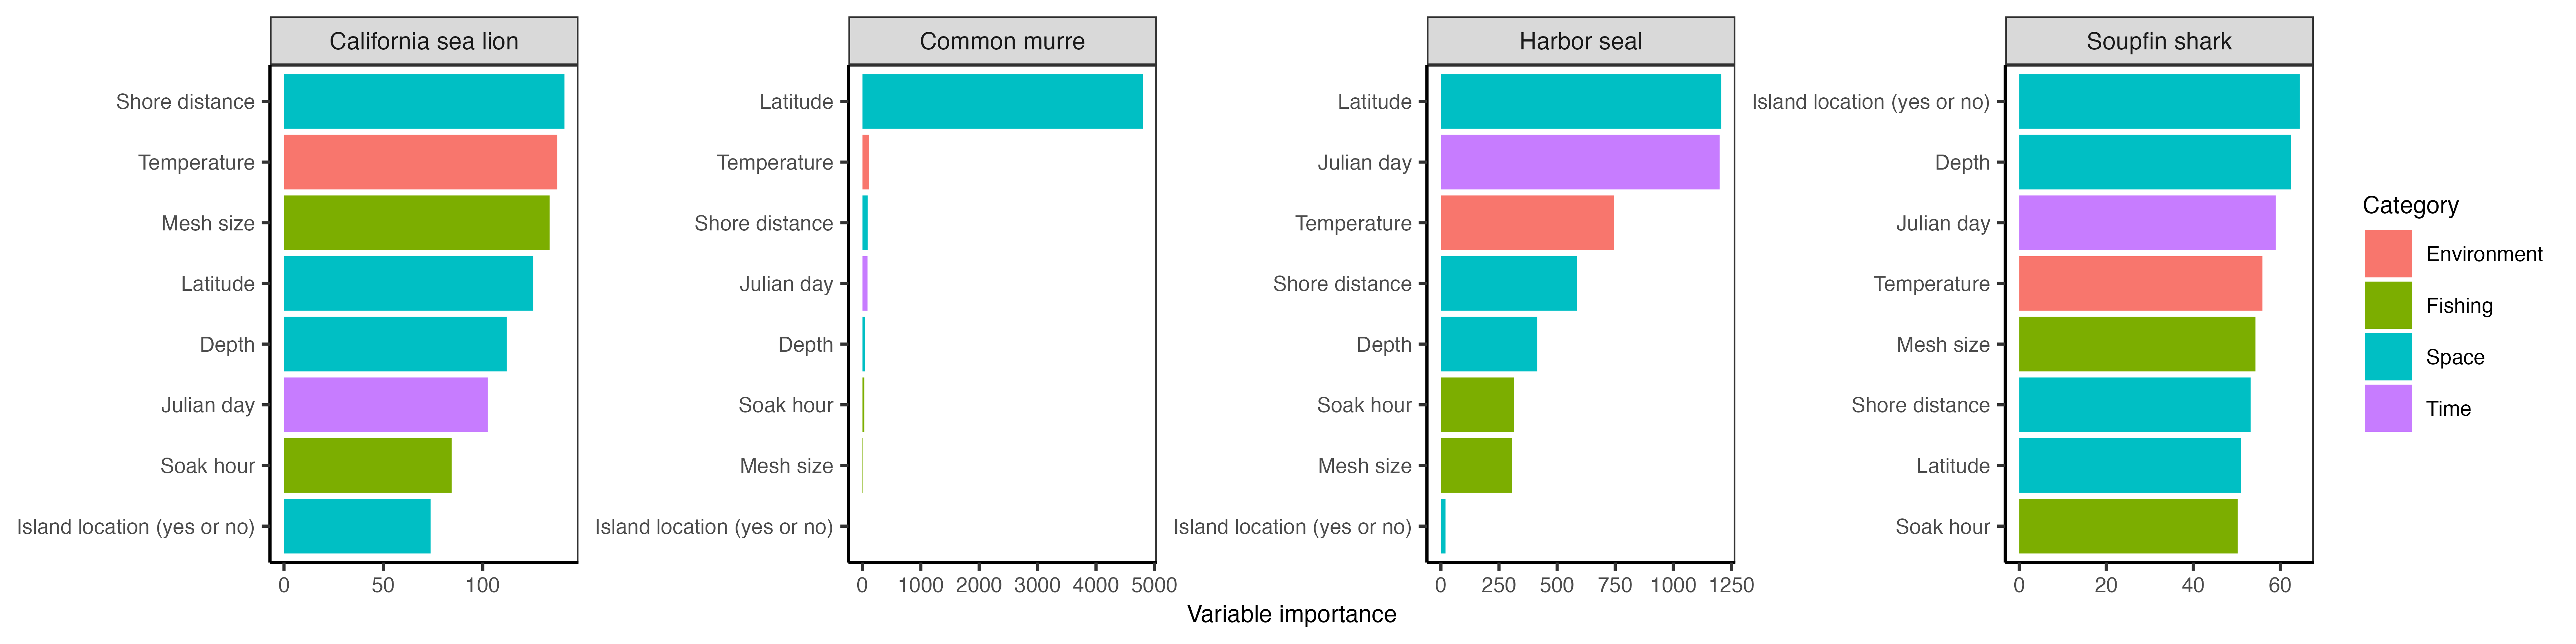 California sea lion
Shore distance
Temperature
Mesh size
Latitude
Depth
Julian day
Soak hour
Island location (yes or no)
0 50 100
Common murre
Latitude
Temperature
Shore distance
Julian day
Depth
Soak hour
Mesh size
Island location (yes or no)
0 1000 2000 3000 4000 5000
Harbor seal
Latitude
Julian day
Temperature
Shore distance
Depth
Soak hour
Mesh size
Island location (yes or no)
0 250 500 750 1000 1250
Soupfin shark
Island location (yes or no)
Depth
Julian day
Temperature
Mesh size
Shore distance
Latitude
Soak hour
0 20 40 60
Variable importance
Category
Environment
Fishing
Space
Time